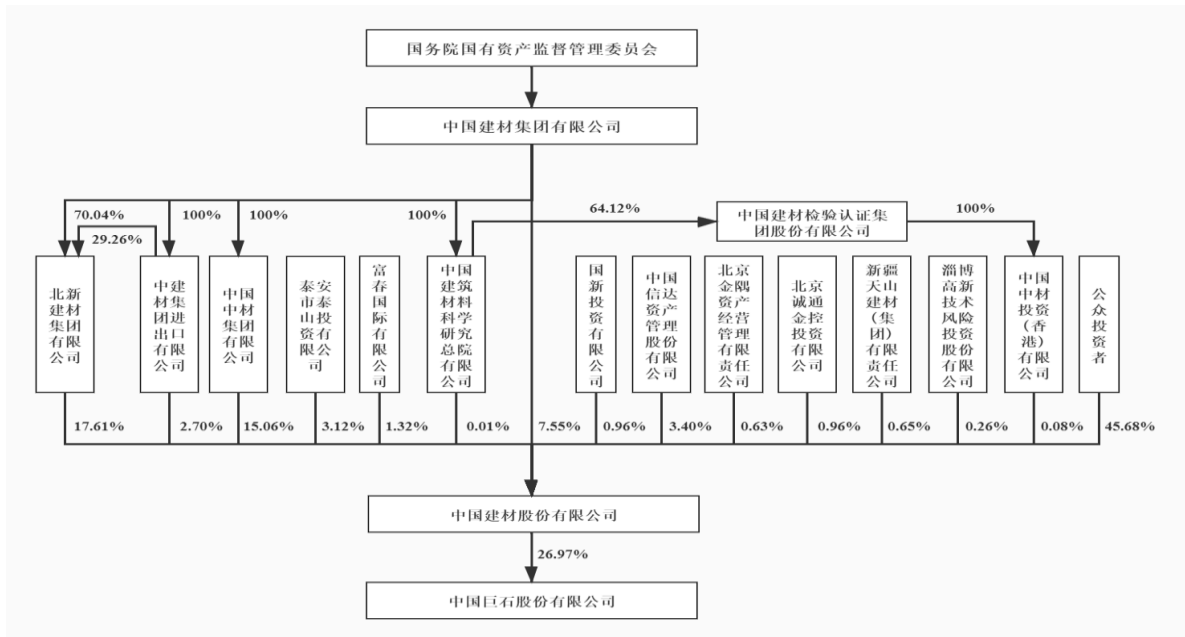 国务院国有资产监督管理委员会
中国建材集团有限公司
70.04%
100%
100%
100%
64.12%
中国建材检验认证集
团股份有限公司
100%
29.26%
北新建材集团有限公司
中建材集团进出口有限公司
中国中材集团有限公司
泰安市泰山投资有限公司
富春国际有限公司
中国建筑材料科学研究总院有限公司
国新投资有限公司
中国信达资产管理股份有限公司
北京金隅资产经营管理有限责任公司
北京诚通金控投资有限公司
新疆天山建材（集团）有限责任公司
淄博高新技术风险投资股份有限公司
中国中材投资（香港）有限公司
公众投资者
17.61%
2.70%
15.06%
3.12%
1.32%
0.01%
7.55%
0.96%
3.40%
0.63%
0.96%
0.65%
0.26%
0.08%
45.68%
中国建材股份有限公司
26.97%
中国巨石股份有限公司